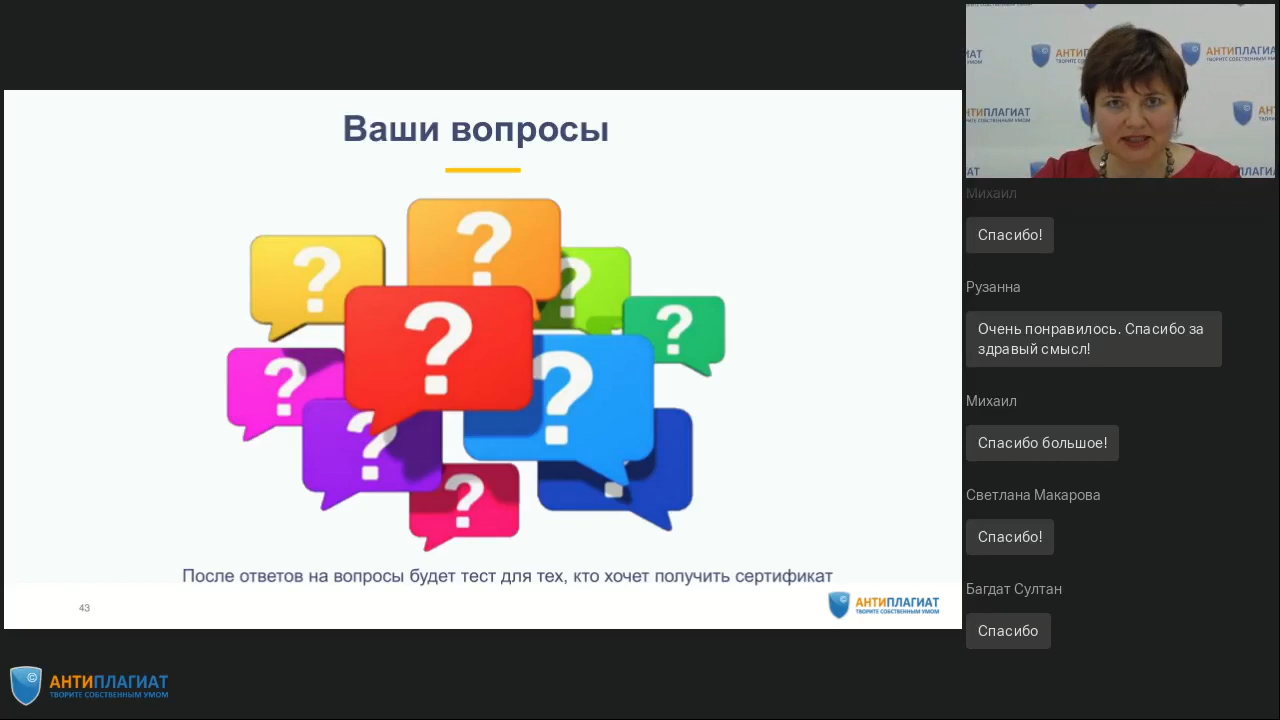 Ваши вопросы
? ? ? ? ? ? ? ? ?
После ответов на вопросы будет тест для тех, кто хочет получить сертификат
43
© АНТИПЛАГИАТ
ТВОРИТЕ СОБСТВЕННЫМ УМОМ
© АНТИПЛАГИАТ
ТВОРИТЕ СОБСТВЕННЫМ УМОМ
Михаил
Спасибо!
Рузанна
Очень понравилось. Спасибо за
здравый смысл!
Михаил
Спасибо большое!
Светлана Макарова
Спасибо!
Багдат Султан
Спасибо